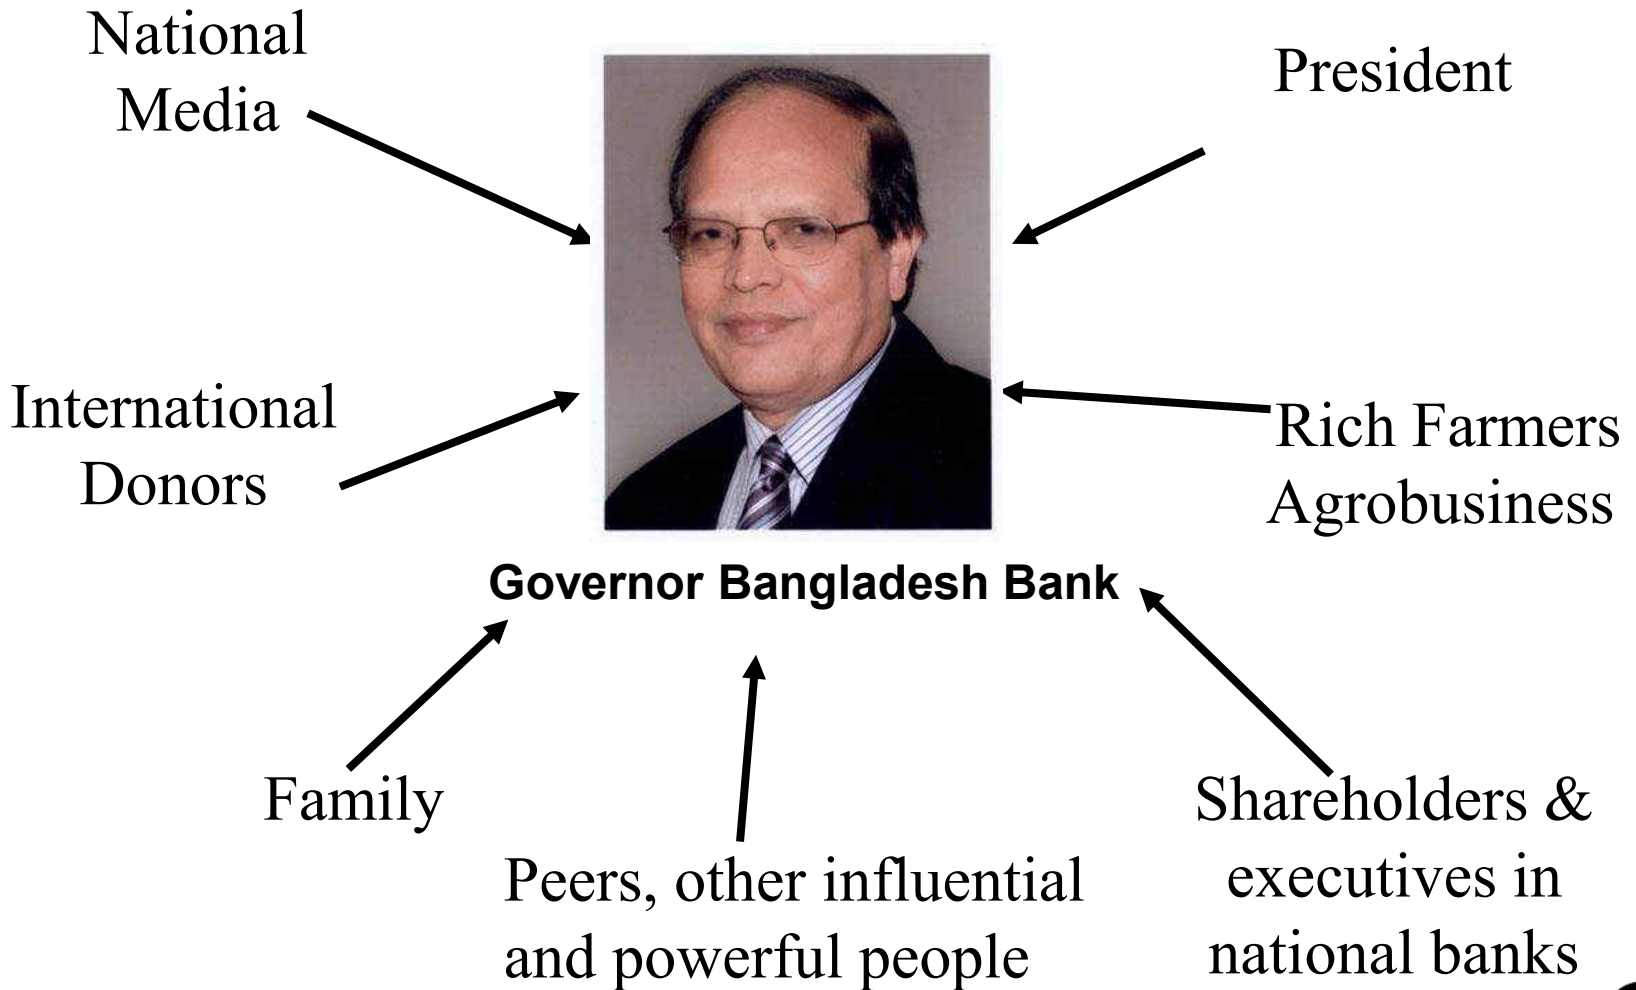 National
Media
President
International
Donors
Rich Farmers
Agrobusiness
Governor Bangladesh Bank
Family
Peers, other influential
and powerful people
Shareholders &
executives in
national banks